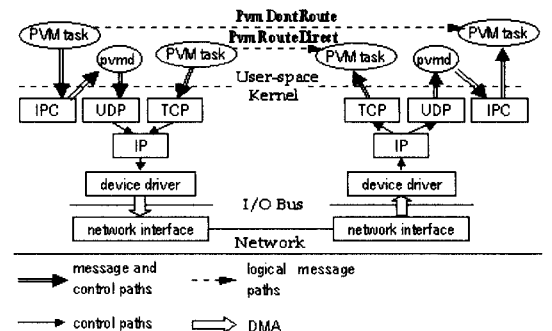 PvmDontRoute
PVM task
PVM task
PvmRouteDirect
pvmd
PVM task
PVM task
pvmd
User-space
Kernel
IPC
UDP
TCP
TCP
UDP
IPC
IP
IP
device driver
device driver
I/O Bus
network interface
network interface
Network
message and control paths
logical message paths
control paths
DMA